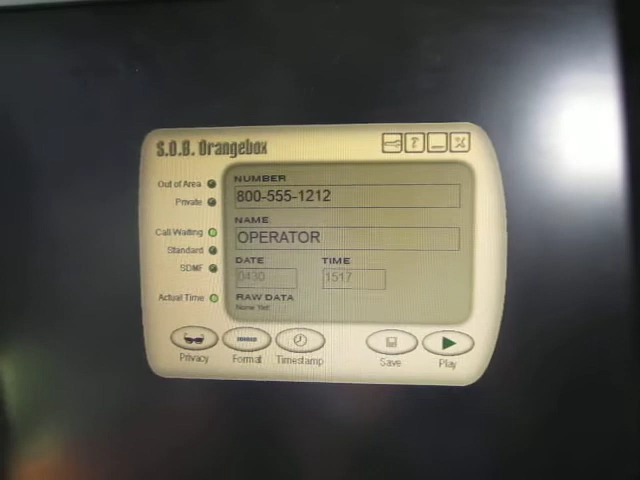 S.O.B. Orangebox
?
Out of Area
Private
Call Waiting
Standard
SDMF
Actual Time
NUMBER
800-555-1212
NAME
OPERATOR
DATE
TIME
0430
1517
RAW DATA
None Yet!
Privacy
Format
Timestamp
Save
Play